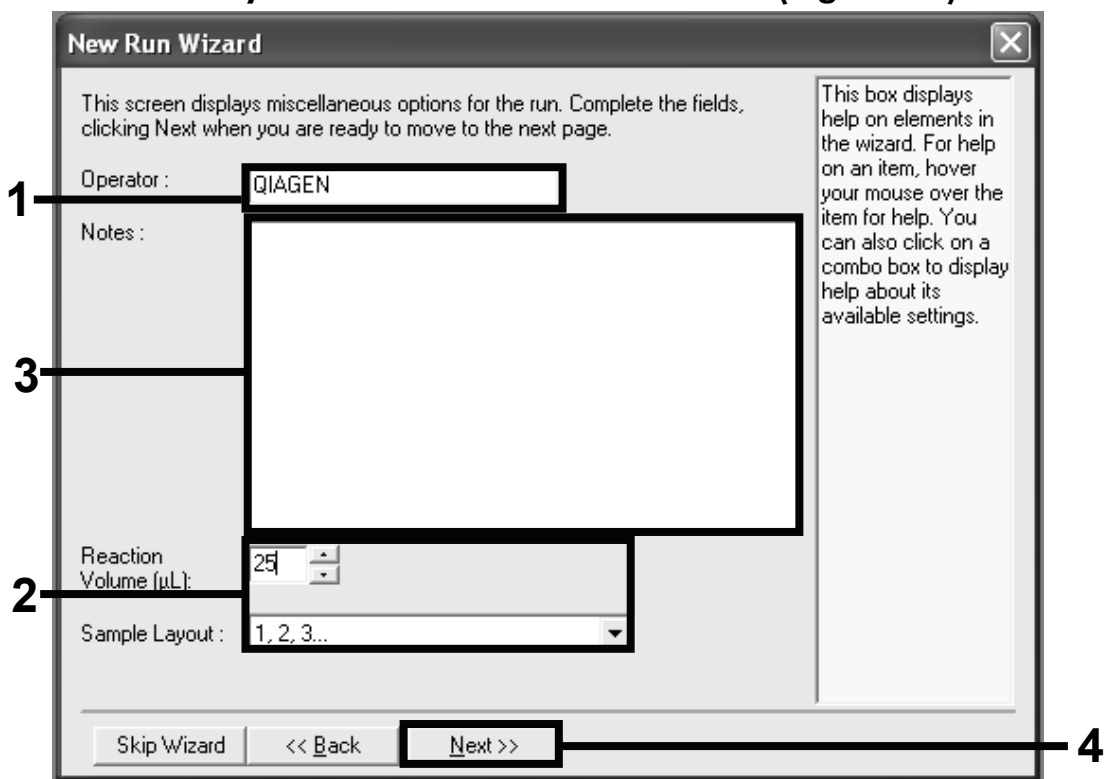 New Run Wizard
This screen displays miscellaneous options for the run. Complete the fields,
clicking Next when you are ready to move to the next page.
This box displays
help on elements in
the wizard. For help
on an item, hover
your mouse over the
item for help. You
can also click on a
combo box to display
help about its
available settings.
1
Operator :
QIAGEN
Notes :
3
Reaction
Volume (µL):
25
2
Sample Layout :
1, 2, 3...
Skip Wizard
<< Back
Next >>
4